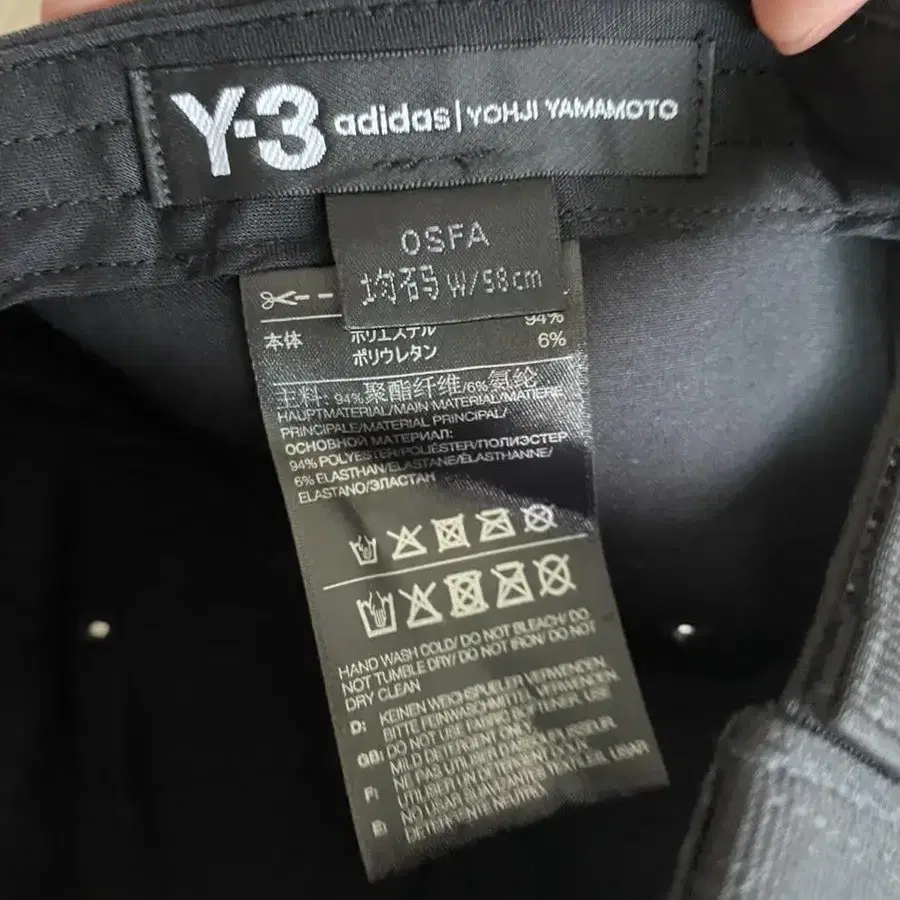 Y-3 adidas | YOHJI YAMAMOTO
OSFA
均码 W/58cm
本体 ポリエステル 94%
ポリウレタン 6%
主料: 94%聚酯纤维/6%氨纶
HAUPTMATERIAL/MAIN MATERIAL/MATIERE
PRINCIPALE/MATERIAL PRINCIPAL/
ОСНОВНОЙ МАТЕРИАЛ:
94% POLYESTER/POLIÉSTER/ПОЛИЭСТЕР
6% ELASTHAN/ELASTANE/ÉLASTHANNE/
ELASTANO/ЭЛАСТАН
HAND WASH COLD/ DO NOT BLEACH/ DO
NOT TUMBLE DRY/ DO NOT IRON/ DO NOT
DRY CLEAN
D: KEINEN WEICHSPÜLER VERWENDEN,
BITTE FEINWASCHMITTEL VERWENDEN
GB: DO NOT USE FABRIC SOFTENER, USE
MILD DETERGENT ONLY
F: NE PAS UTILISER D'ASSOUPLISSEUR,
UTILISER UN DÉTERGENT DOUX
E: NO USAR SUAVIZANTES TEXTILES, USAR
DETERGENTE NEUTRO